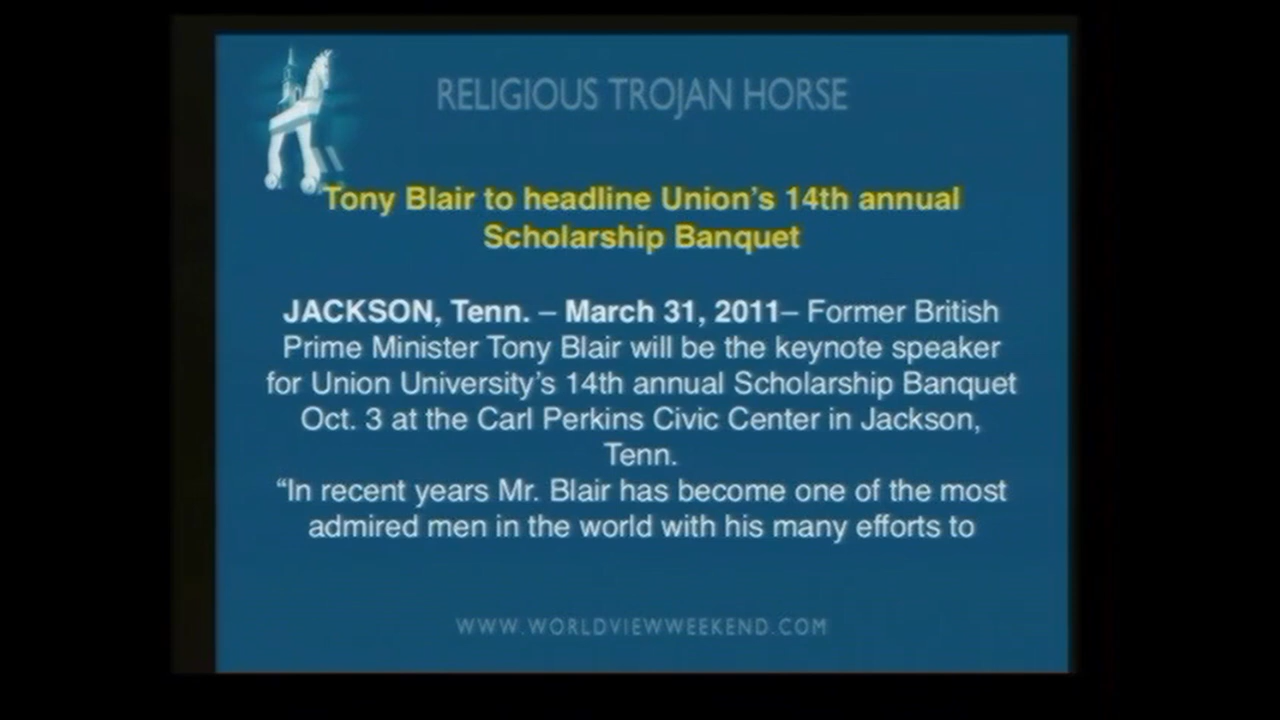 RELIGIOUS TROJAN HORSE
Tony Blair to headline Union’s 14th annual
Scholarship Banquet
JACKSON, Tenn. – March 31, 2011– Former British
Prime Minister Tony Blair will be the keynote speaker
for Union University’s 14th annual Scholarship Banquet
Oct. 3 at the Carl Perkins Civic Center in Jackson,
Tenn.
“In recent years Mr. Blair has become one of the most
admired men in the world with his many efforts to
WWW.WORLDVIEWWEEKEND.COM